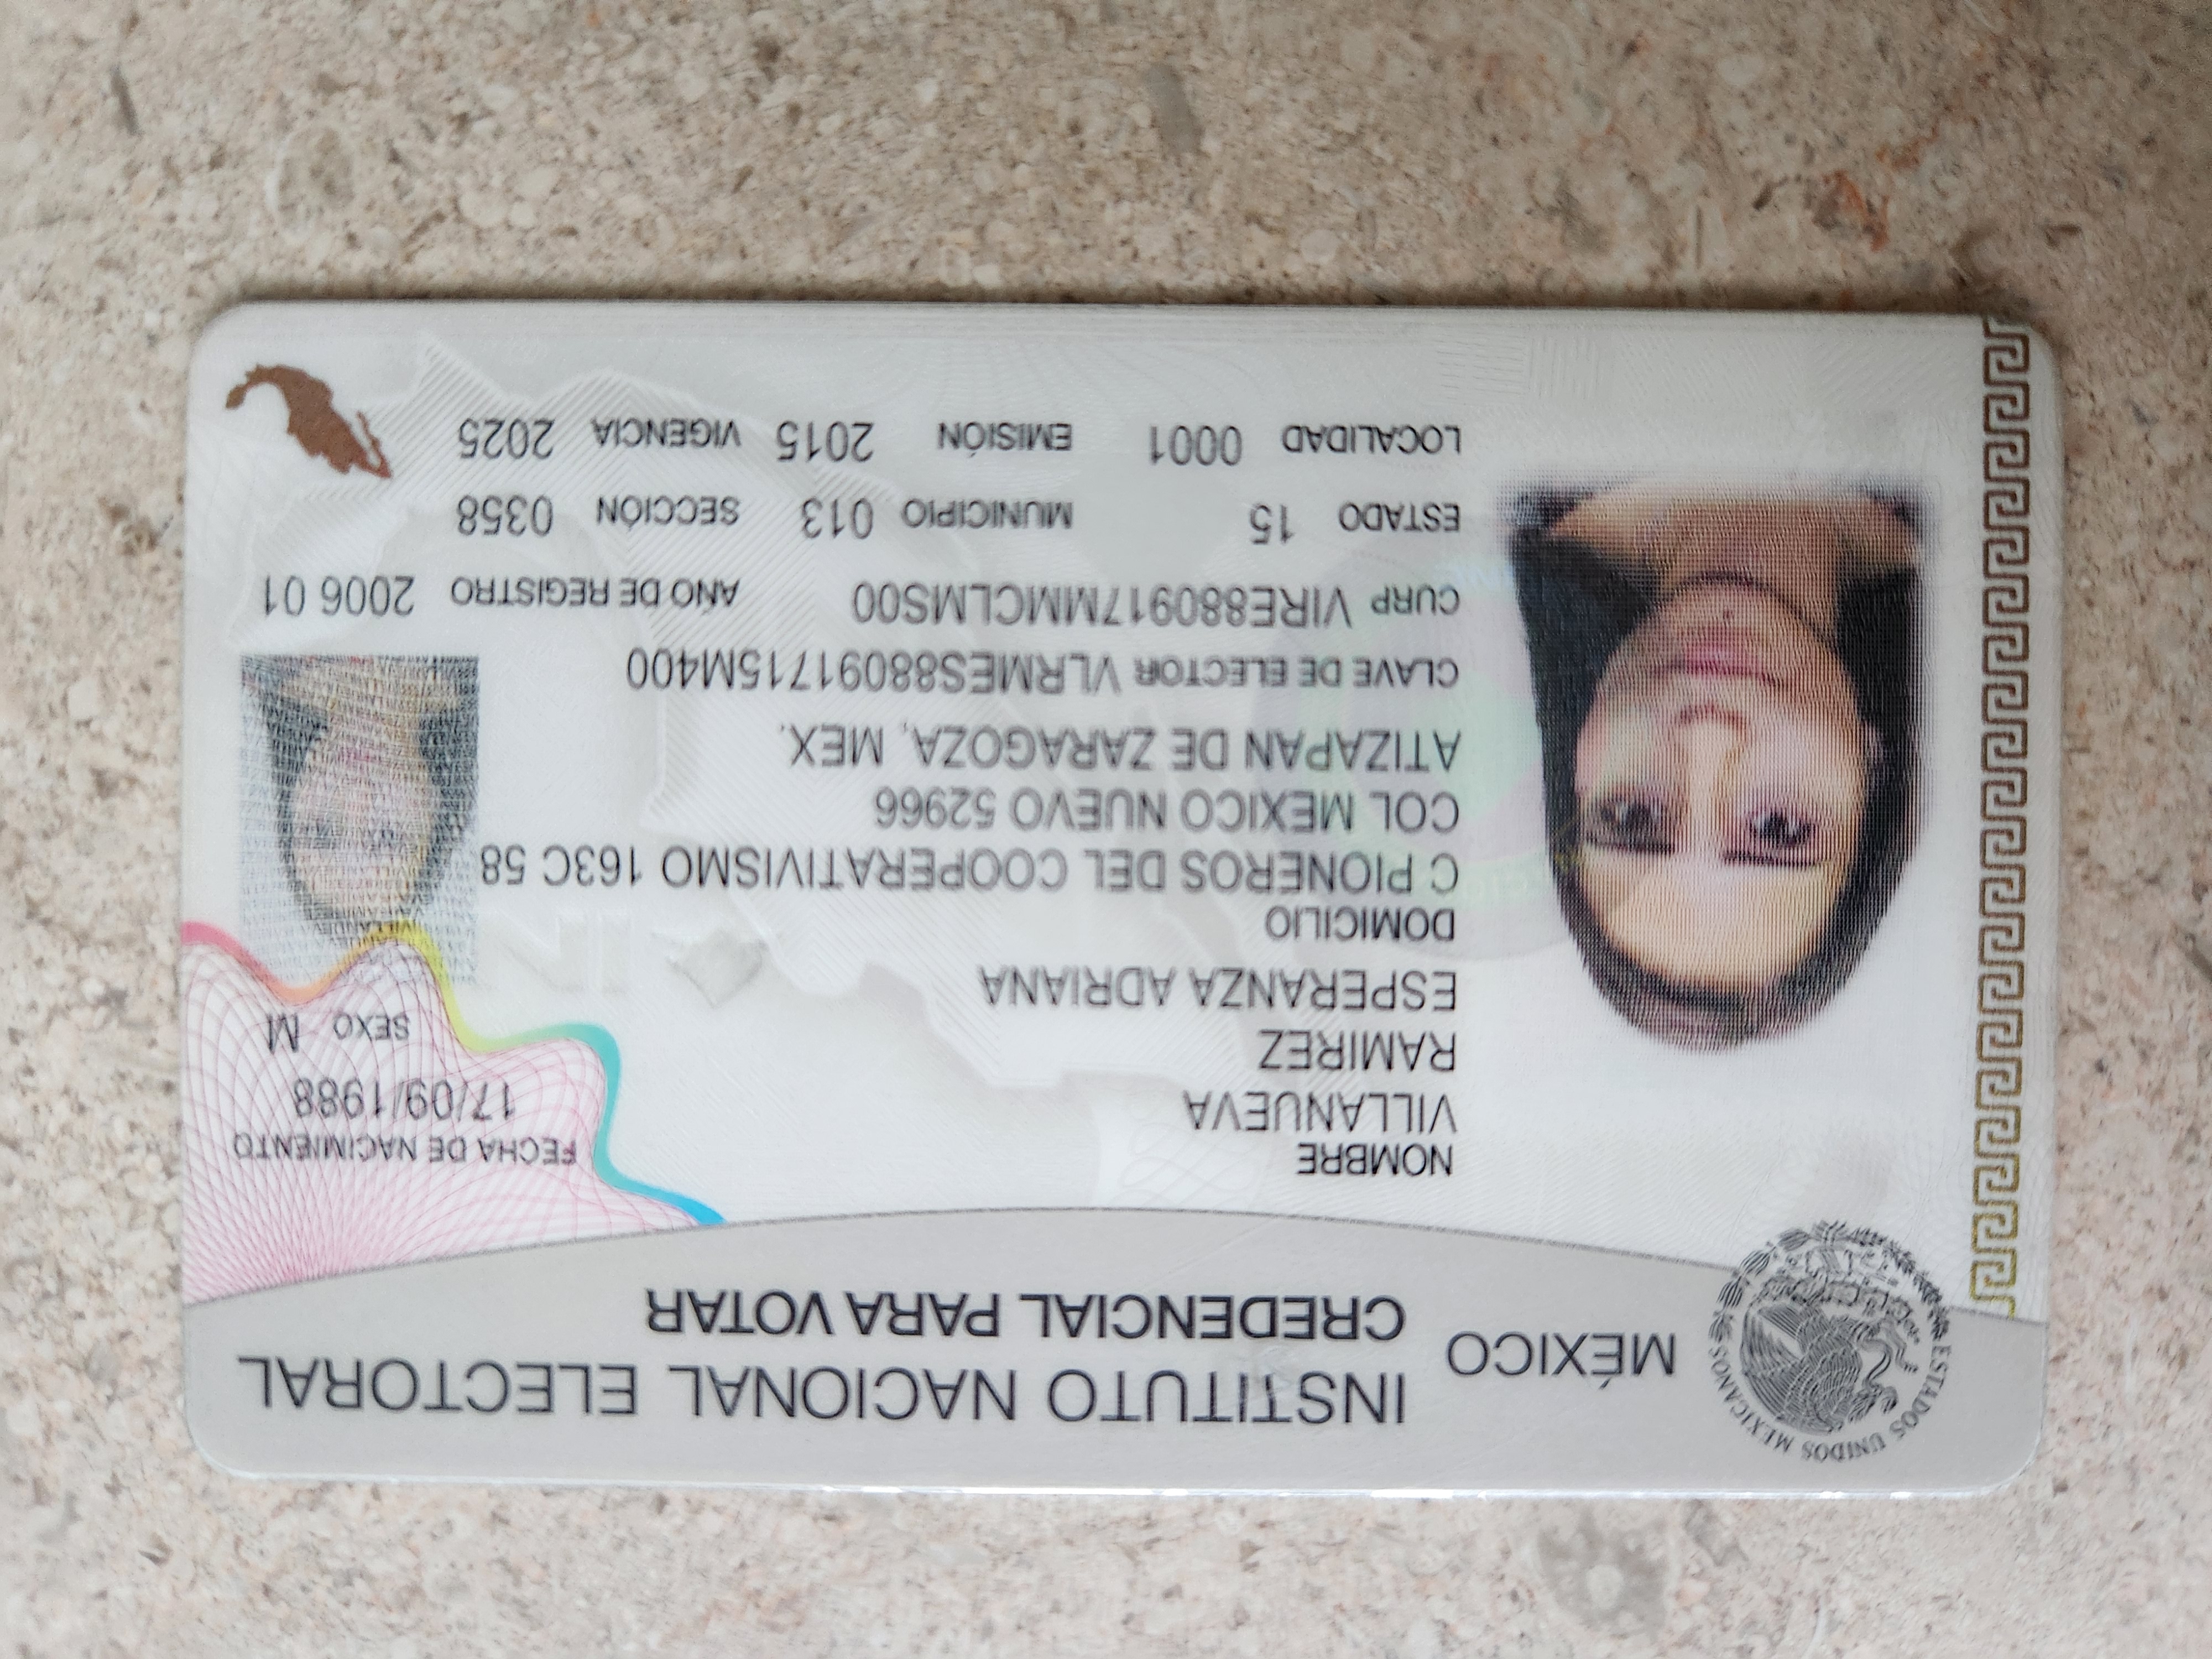 ESTADOS UNIDOS MEXICANOS
MÉXICO
INSTITUTO NACIONAL ELECTORAL
CREDENCIAL PARA VOTAR
NOMBRE
VILLANUEVA
RAMIREZ
ESPERANZA ADRIANA
FECHA DE NACIMIENTO
17/09/1988
SEXO M
DOMICILIO
C PIONEROS DEL COOPERATIVISMO 163C 58
COL MEXICO NUEVO 52966
ATIZAPAN DE ZARAGOZA, MEX.
CLAVE DE ELECTOR VLRMES88091715M400
CURP VIRE880917MMCLMS00 AÑO DE REGISTRO 2006 01
ESTADO 15 MUNICIPIO 013 SECCIÓN 0358
LOCALIDAD 0001 EMISIÓN 2015 VIGENCIA 2025